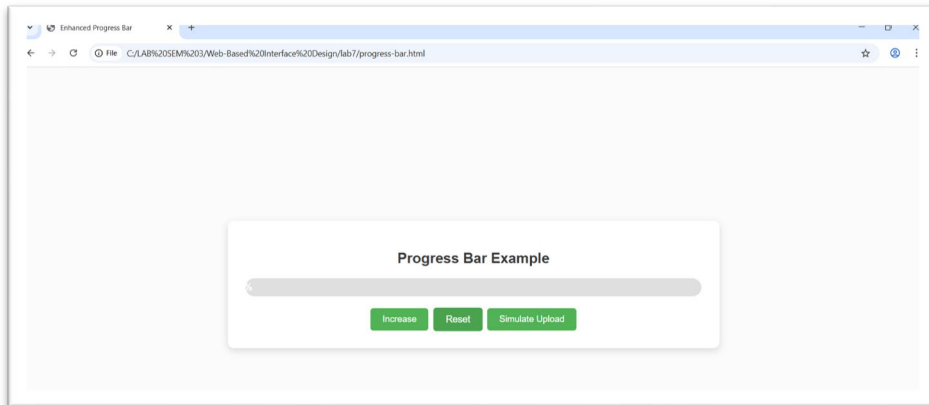 Enhanced Progress Bar
File C:/LAB%20SEM%203/Web-Based%20Interface%20Design/lab7/progress-bar.html
Progress Bar Example
Increase Reset Simulate Upload